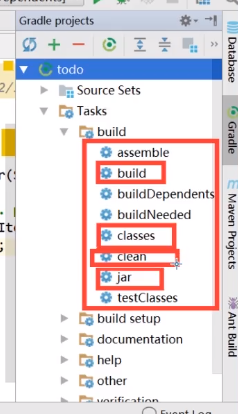 Gradle projects
todo
Source Sets
Tasks
build
assemble
build
buildDependents
buildNeeded
classes
clean
jar
testClasses
build setup
documentation
help
other
verification
Event Log
Database
Gradle
Maven Projects
Ant Build